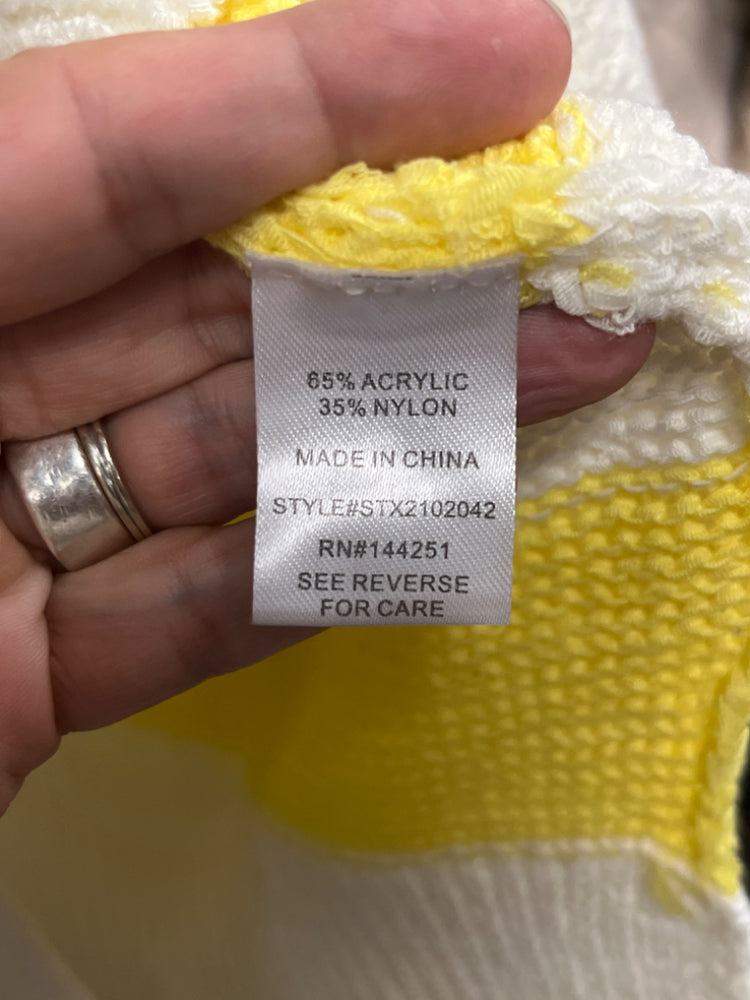 65% ACRYLIC
35% NYLON
MADE IN CHINA
STYLE#STX2102042
RN#144251
SEE REVERSE
FOR CARE